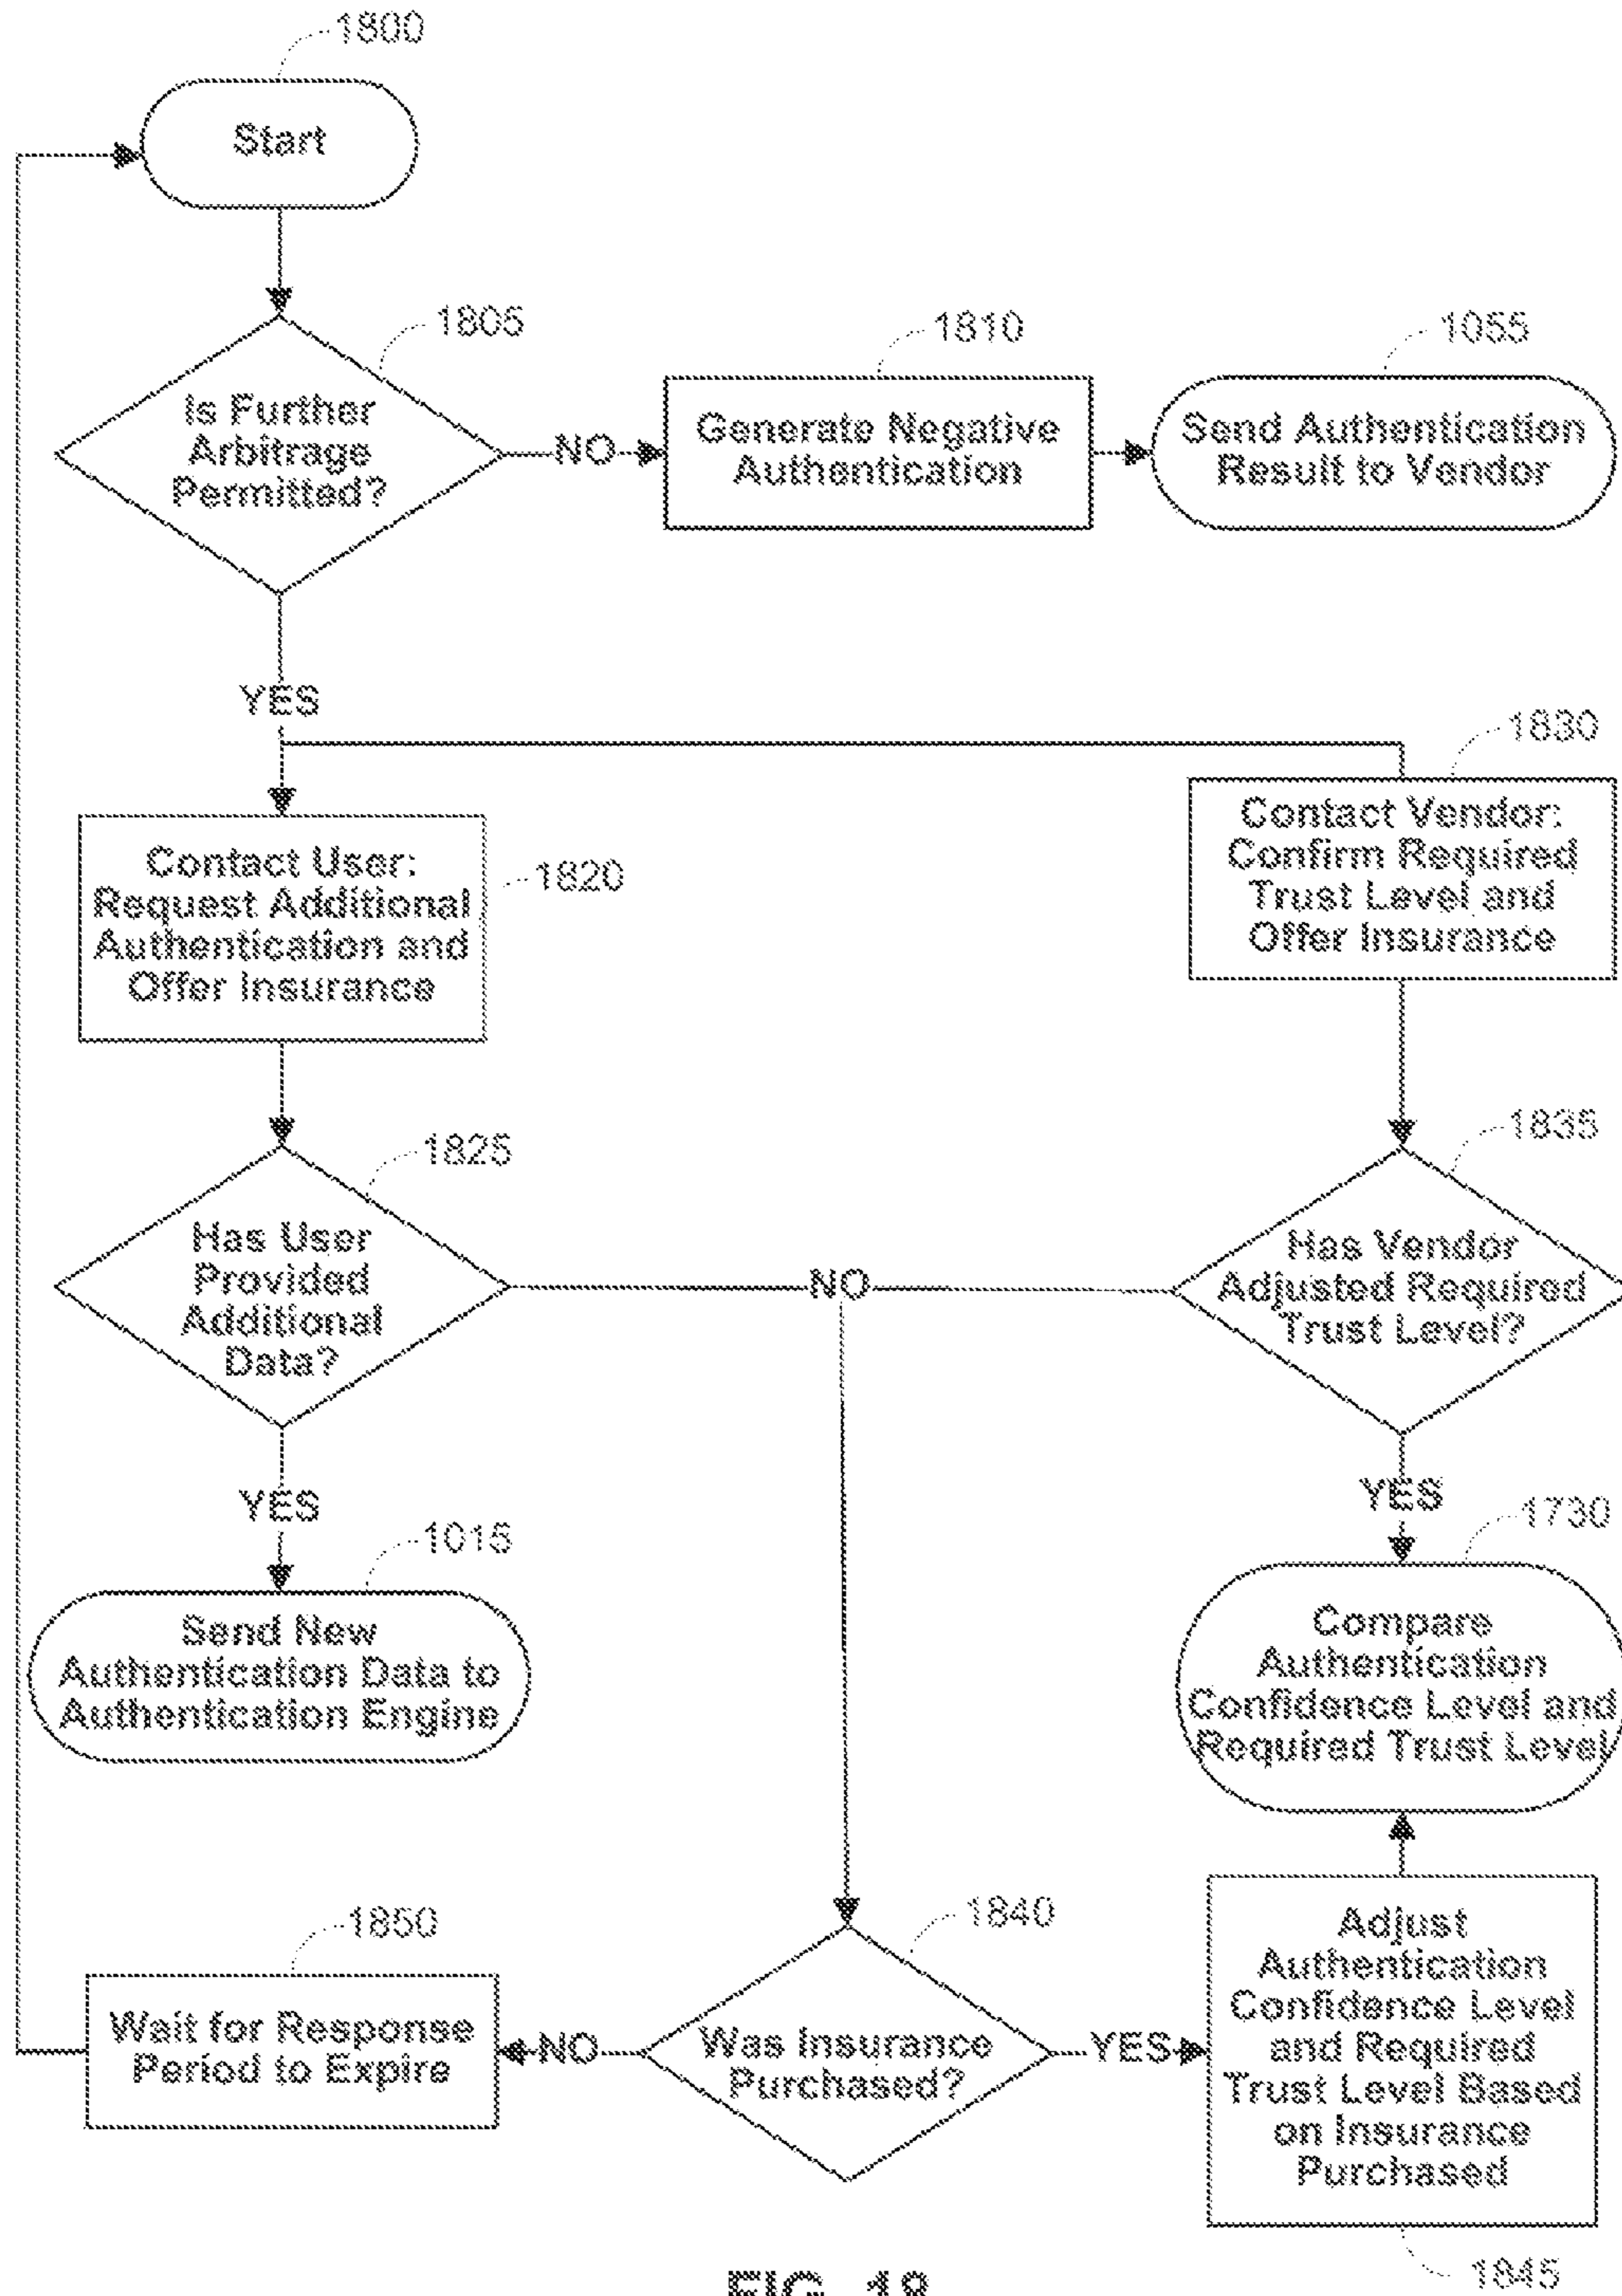 1800
Start
1805
Is Further
Arbitrage
Permitted?
NO
1810
Generate Negative
Authentication
1055
Send Authentication
Result to Vendor
YES
1830
Contact Vendor:
Confirm Required
Trust Level and
Offer Insurance
Contact User:
Request Additional
Authentication and
Offer Insurance
1820
1825
Has User
Provided
Additional
Data?
NO
1835
Has Vendor
Adjusted Required
Trust Level?
YES
1015
Send New
Authentication Data to
Authentication Engine
YES
1730
Compare
Authentication
Confidence Level and
Required Trust Level
1850
Wait for Response
Period to Expire
NO
1840
Was Insurance
Purchased?
YES
Adjust
Authentication
Confidence Level
and Required
Trust Level Based
on Insurance
Purchased
1845
FIG. 18